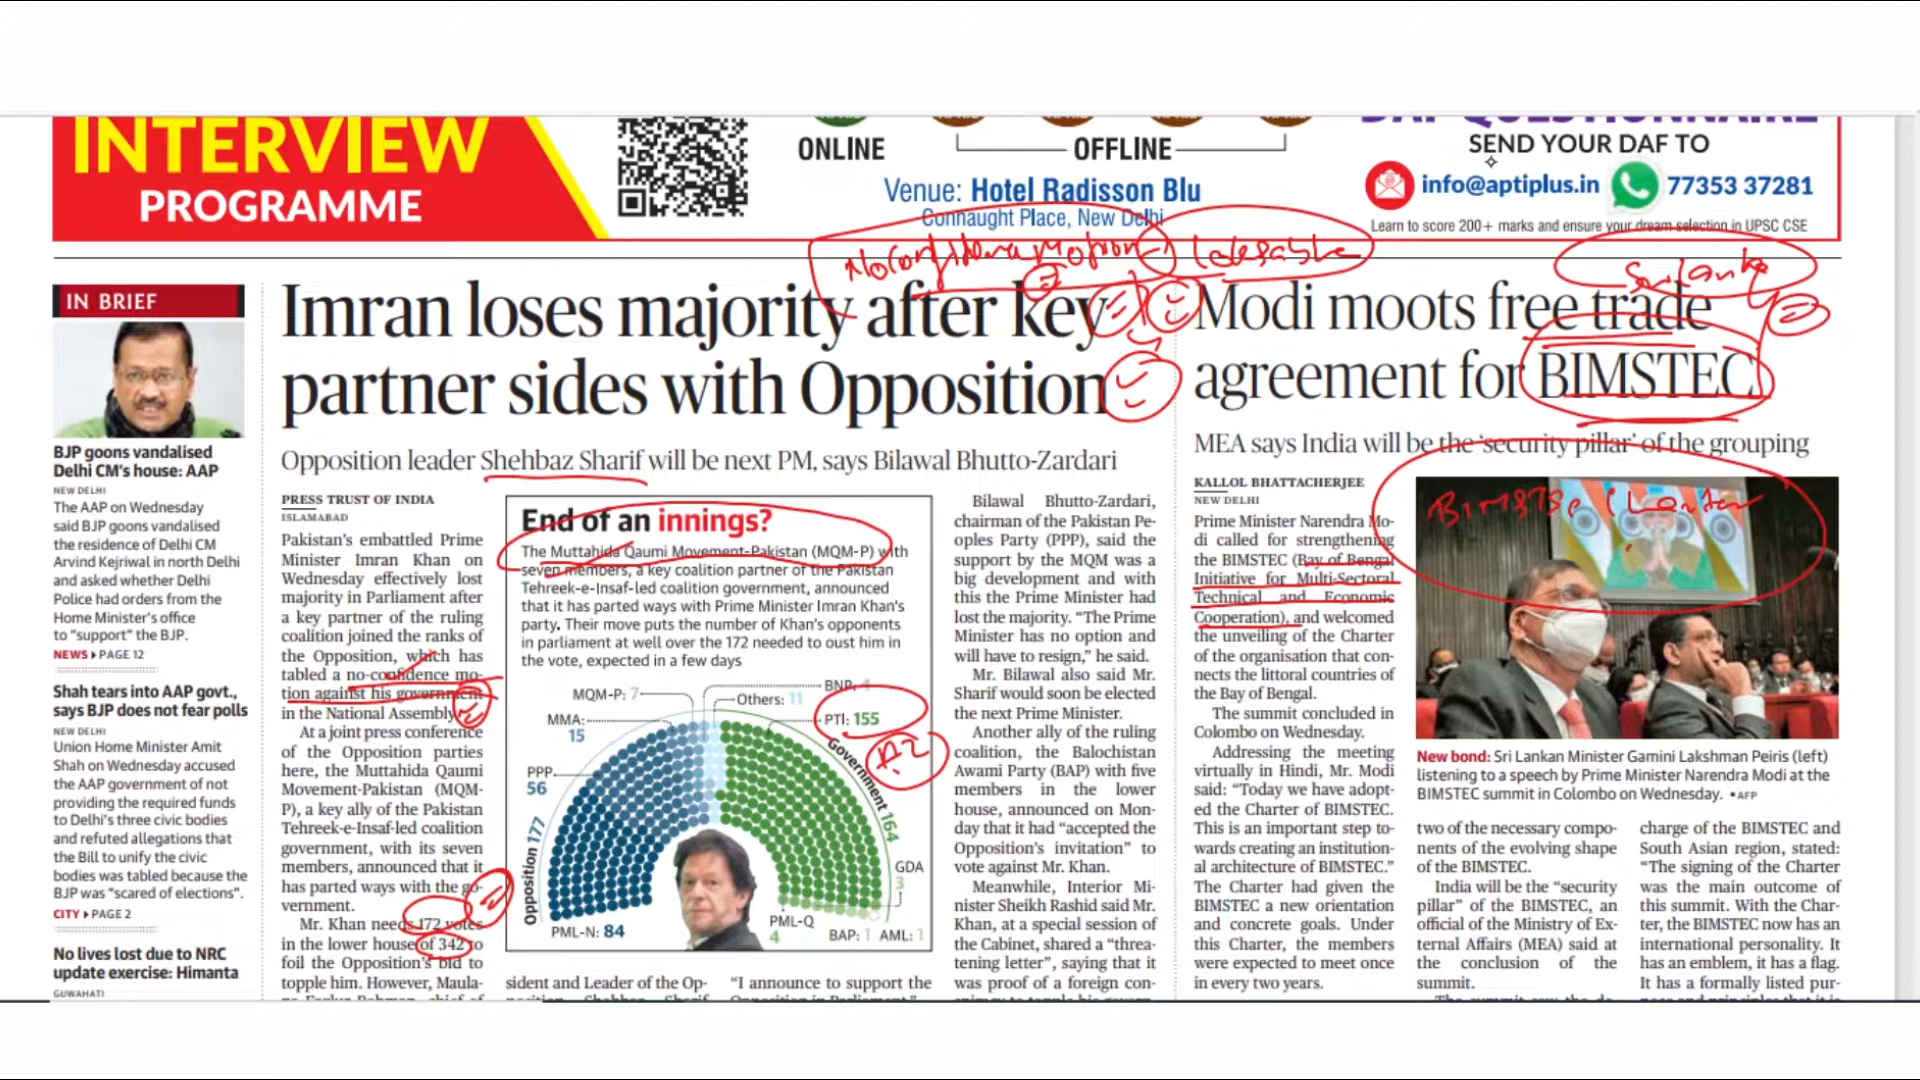 INTERVIEW
PROGRAMME
ONLINE
OFFLINE
Venue: Hotel Radisson Blu
Connaught Place, New Delhi
SEND YOUR DAF TO
info@aptiplus.in 77353 37281
Learn to score 200+ marks and ensure your dream selection in UPSC CSE
IN BRIEF
BJP goons vandalised
Delhi CM's house: AAP
NEW DELHI
The AAP on Wednesday
said BJP goons vandalised
the residence of Delhi CM
Arvind Kejriwal in north Delhi
and asked whether Delhi
Police had orders from the
Home Minister's office
to "support" the BJP.
NEWS PAGE 12
Shah tears into AAP govt.,
says BJP does not fear polls
NEW DELHI
Union Home Minister Amit
Shah on Wednesday accused
the AAP government of not
providing the required funds
to Delhi's three civic bodies
and refuted allegations that
the Bill to unify the civic
bodies was tabled because the
BJP was "scared of elections".
CITY PAGE 2
No lives lost due to NRC
update exercise: Himanta
GUWAHATI
Imran loses majority after key
partner sides with Opposition
Opposition leader Shehbaz Sharif will be next PM, says Bilawal Bhutto-Zardari
PRESS TRUST OF INDIA
ISLAMABAD
Pakistan's embattled Prime
Minister Imran Khan on
Wednesday effectively lost
majority in Parliament after
a key partner of the ruling
coalition joined the ranks of
the Opposition, which has
tabled a no-confidence mo-
tion against his government
in the National Assembly.
At a joint press conference
of the Opposition parties
here, the Muttahida Qaumi
Movement-Pakistan (MQM-
P), a key ally of the Pakistan
Tehreek-e-Insaf-led coalition
government, with its seven
members, announced that it
has parted ways with the go-
vernment.
Mr. Khan needs 172 votes
in the lower house of 342 to
foil the Opposition's bid to
topple him. However, Maula-
End of an innings?
The Muttahida Qaumi Movement-Pakistan (MQM-P) with
seven members, a key coalition partner of the Pakistan
Tehreek-e-Insaf-led coalition government, announced
that it has parted ways with Prime Minister Imran Khan's
party. Their move puts the number of Khan's opponents
in parliament at well over the 172 needed to oust him in
the vote, expected in a few days
MQM-P: 7
Others: 11
BNP: 4
MMA:
15
PTI: 155
PPP
56
Opposition 177
Government 164
GDA
3
PML-Q
4
PML-N: 84
BAP: 1 AML: 1
sident and Leader of the Op-
"I announce to support the
Bilawal Bhutto-Zardari,
chairman of the Pakistan Pe-
oples Party (PPP), said the
support by the MQM was a
big development and with
this the Prime Minister had
lost the majority. "The Prime
Minister has no option and
will have to resign," he said.
Mr. Bilawal also said Mr.
Sharif would soon be elected
the next Prime Minister.
Another ally of the ruling
coalition, the Balochistan
Awami Party (BAP) with five
members in the lower
house, announced on Mon-
day that it had "accepted the
Opposition's invitation" to
vote against Mr. Khan.
Meanwhile, Interior Mi-
nister Sheikh Rashid said Mr.
Khan, at a special session of
the Cabinet, shared a "threa-
tening letter", saying that it
was proof of a foreign con-
Modi moots free trade
agreement for BIMSTEC
MEA says India will be the 'security pillar' of the grouping
KALLOL BHATTACHERJEE
NEW DELHI
Prime Minister Narendra Mo-
di called for strengthening
the BIMSTEC (Bay of Bengal
Initiative for Multi-Sectoral
Technical and Economic
Cooperation), and welcomed
the unveiling of the Charter
of the organisation that con-
nects the littoral countries of
the Bay of Bengal.
The summit concluded in
Colombo on Wednesday.
Addressing the meeting
virtually in Hindi, Mr. Modi
said: "Today we have adopt-
ed the Charter of BIMSTEC.
This is an important step to-
wards creating an institution-
al architecture of BIMSTEC."
The Charter had given the
BIMSTEC a new orientation
and concrete goals. Under
this Charter, the members
were expected to meet once
in every two years.
New bond: Sri Lankan Minister Gamini Lakshman Peiris (left)
listening to a speech by Prime Minister Narendra Modi at the
BIMSTEC summit in Colombo on Wednesday. • AFP
two of the necessary compo-
nents of the evolving shape
of the BIMSTEC.
India will be the "security
pillar" of the BIMSTEC, an
official of the Ministry of Ex-
ternal Affairs (MEA) said at
the conclusion of the
summit.
charge of the BIMSTEC and
South Asian region, stated:
"The signing of the Charter
was the main outcome of
this summit. With the Char-
ter, the BIMSTEC now has an
international personality. It
has an emblem, it has a flag.
It has a formally listed pur-